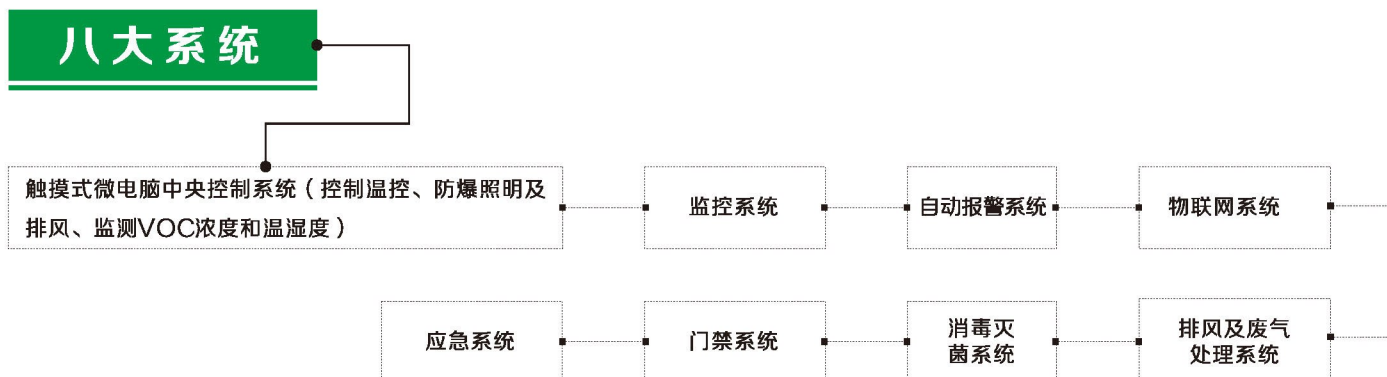 八大系统
触摸式微电脑中央控制系统（控制温控、防爆照明及
排风、监测VOC浓度和温湿度）
监控系统
自动报警系统
物联网系统
应急系统
门禁系统
消毒灭
菌系统
排风及废气
处理系统